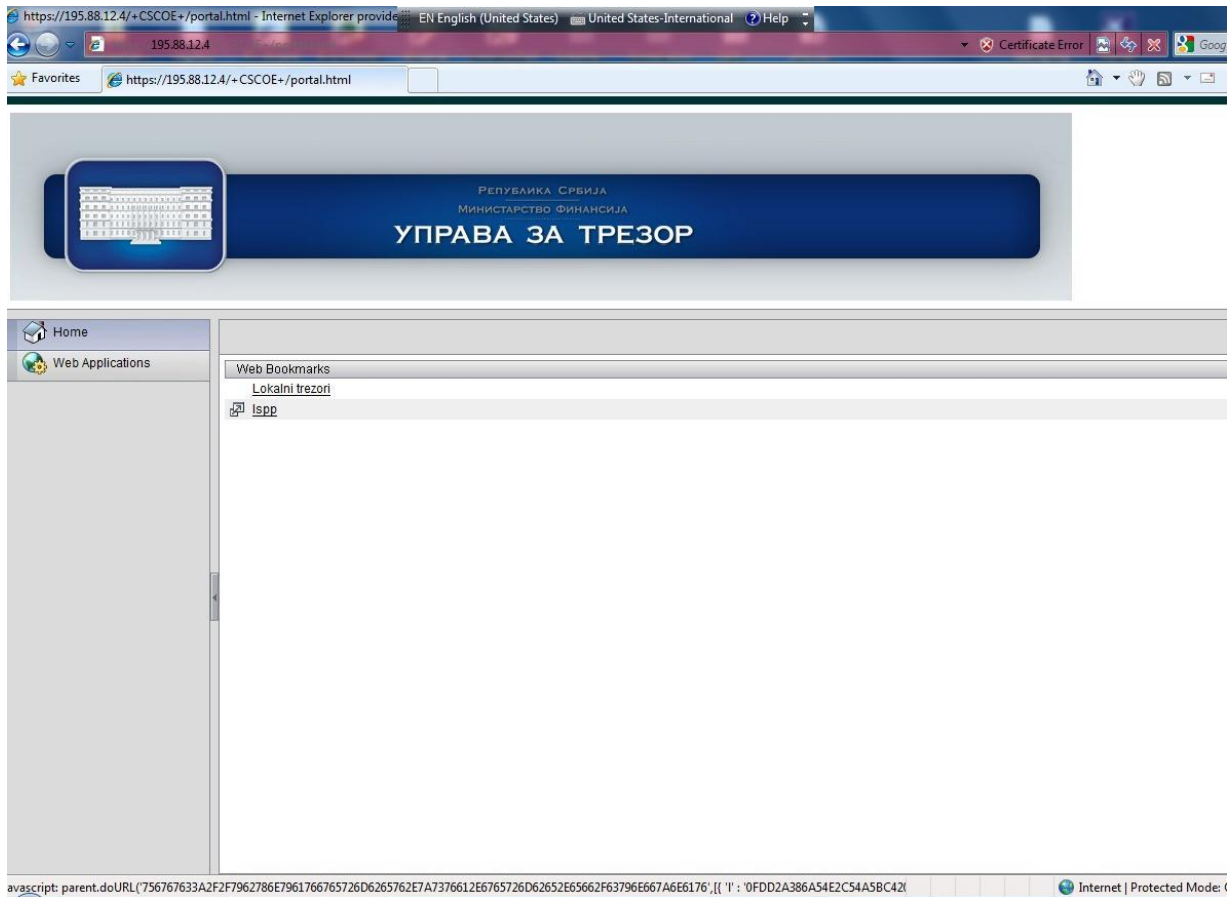 https://195.88.12.4/+CSCOE+/portal.html - Internet Explorer provide
EN English (United States) United States-International Help
195.88.12.4
Certificate Error
Goog
Favorites
https://195.88.12.4/+CSCOE+/portal.html
Република Србија
Министарство Финансија
УПРАВА ЗА ТРЕЗОР
Home
Web Applications
Web Bookmarks
Lokalni trezori
Ispp
avascript: parent.doURL('756767633A2F2F7962786E7961766765726D6265762E7A7376612E6765726D62652E65662F63796E667A6E6176',[{ 'l' : '0FDD2A386A54E2C54A5BC42(
Internet | Protected Mode: